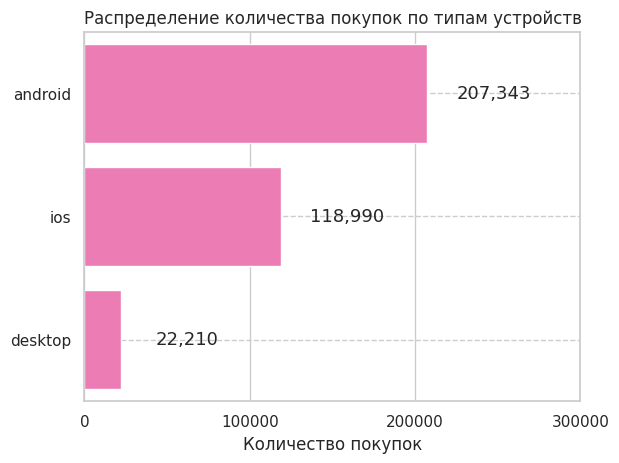 Распределение количества покупок по типам устройств
android
207,343
ios
118,990
desktop
22,210
0
100000
200000
300000
Количество покупок